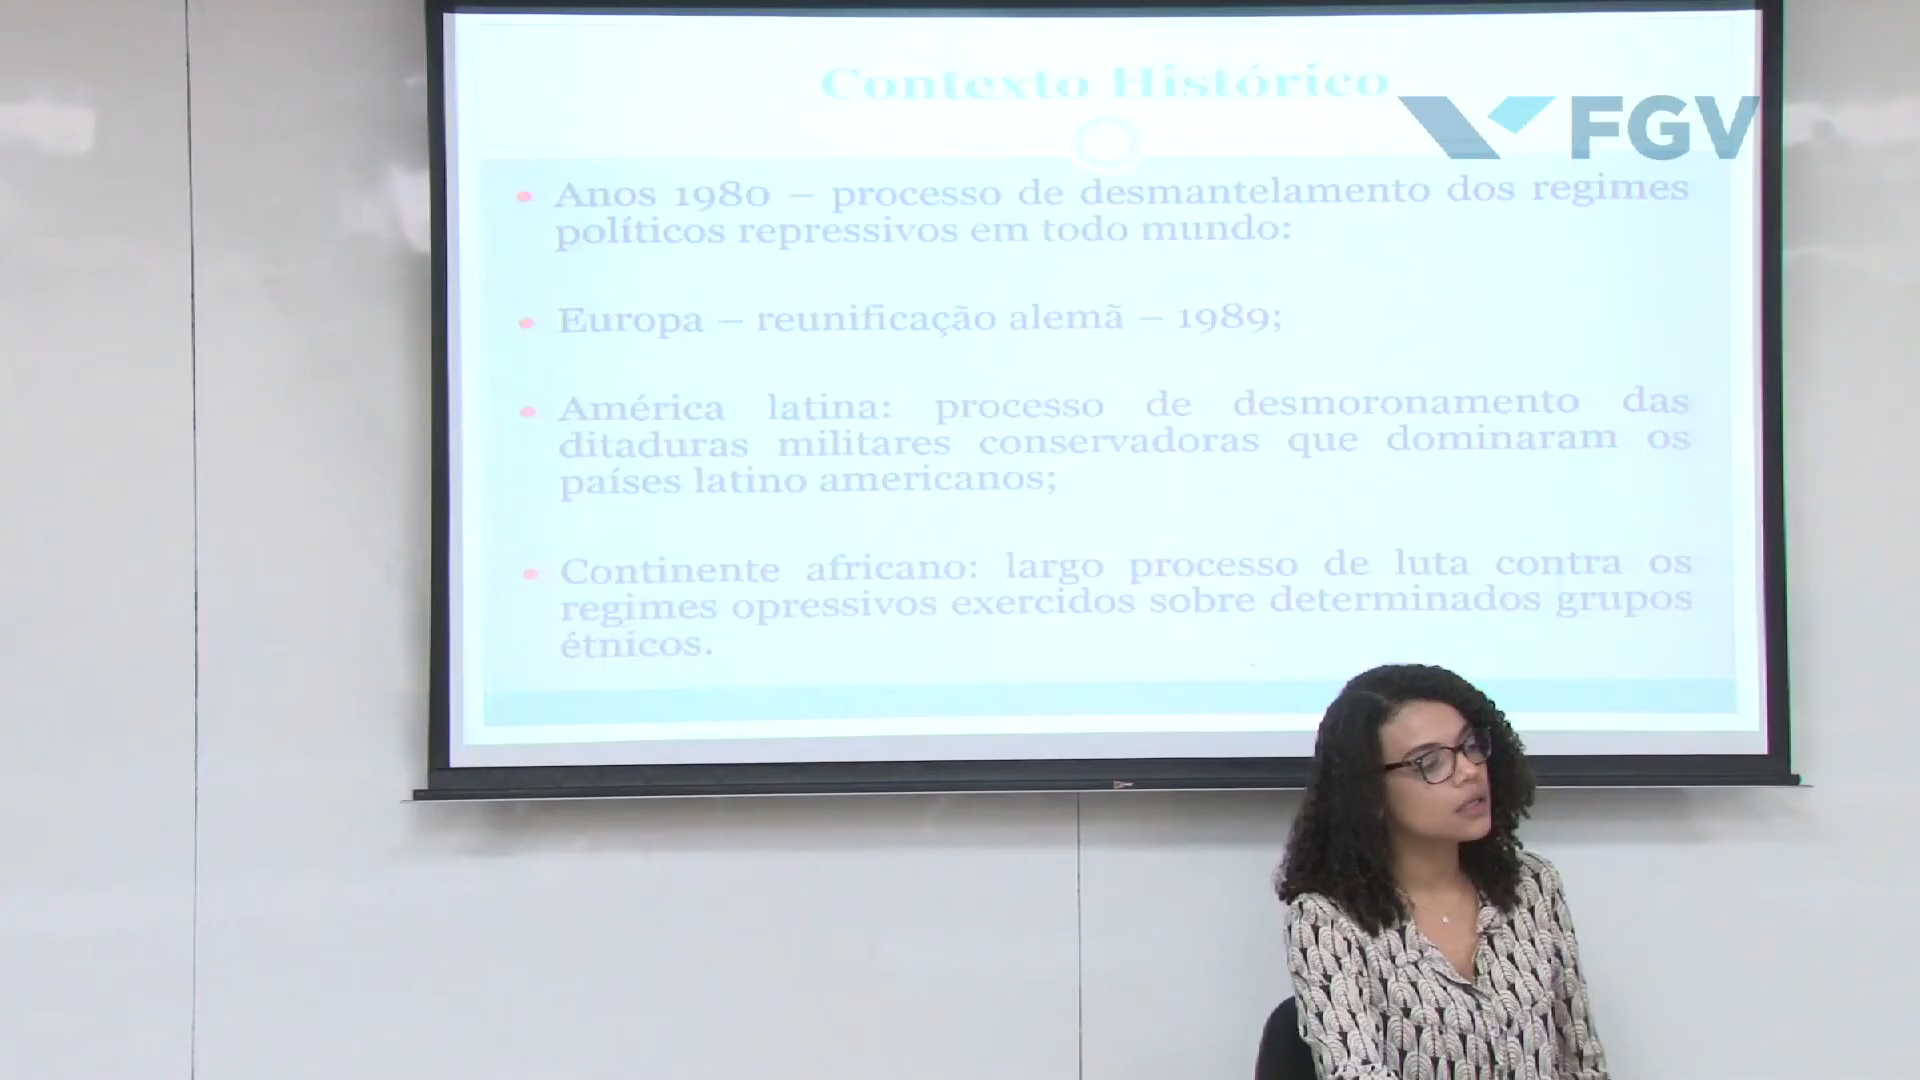 Contexto Histórico
FGV
• Anos 1980 – processo de desmantelamento dos regimes
políticos repressivos em todo mundo:
• Europa – reunificação alemã – 1989;
• América latina: processo de desmoronamento das
ditaduras militares conservadoras que dominaram os
países latino americanos;
• Continente africano: largo processo de luta contra os
regimes opressivos exercidos sobre determinados grupos
étnicos.